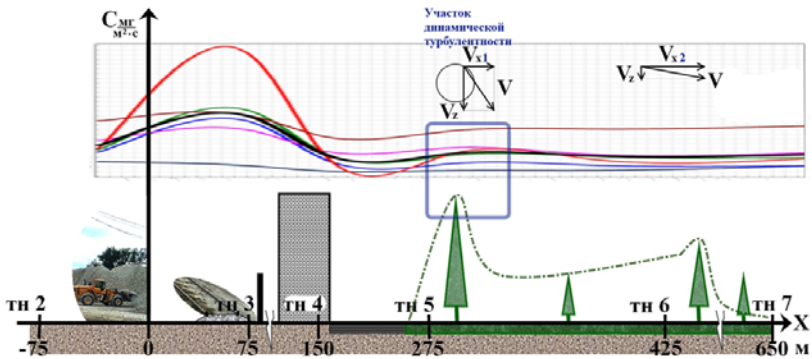 C мг/м²·с
Участок
динамической
турбулентности
Vx1
Vz
V
Vx2
Vz
V
тн 2
тн 3
тн 4
тн 5
тн 6
тн 7
X
-75
0
75
150
275
425
650 м